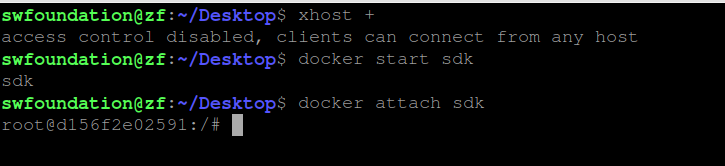 swfoundation@zf:~/Desktop$ xhost +
access control disabled, clients can connect from any host
swfoundation@zf:~/Desktop$ docker start sdk
sdk
swfoundation@zf:~/Desktop$ docker attach sdk
root@d156f2e02591:/#